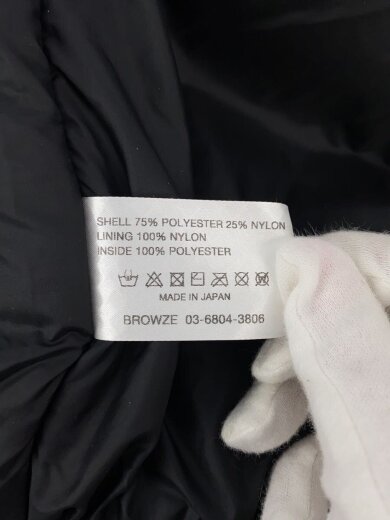 SHELL 75% POLYESTER 25% NYLON
LINING 100% NYLON
INSIDE 100% POLYESTER
MADE IN JAPAN
BROWZE 03-6804-3806